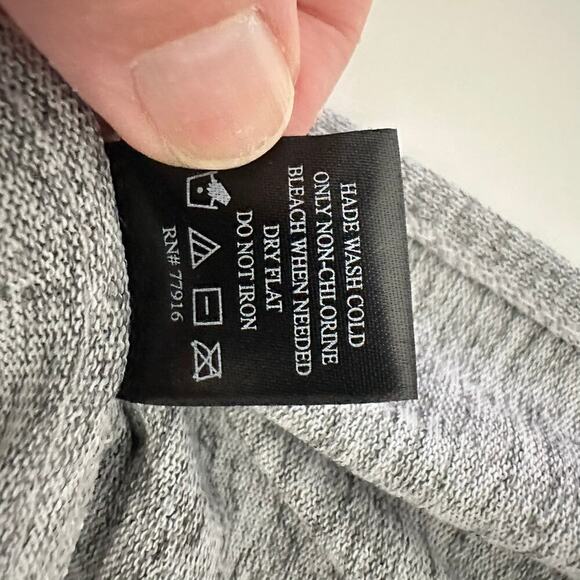 HADE WASH COLD
ONLY NON-CHLORINE
BLEACH WHEN NEEDED
DRY FLAT
DO NOT IRON
RN# 77916